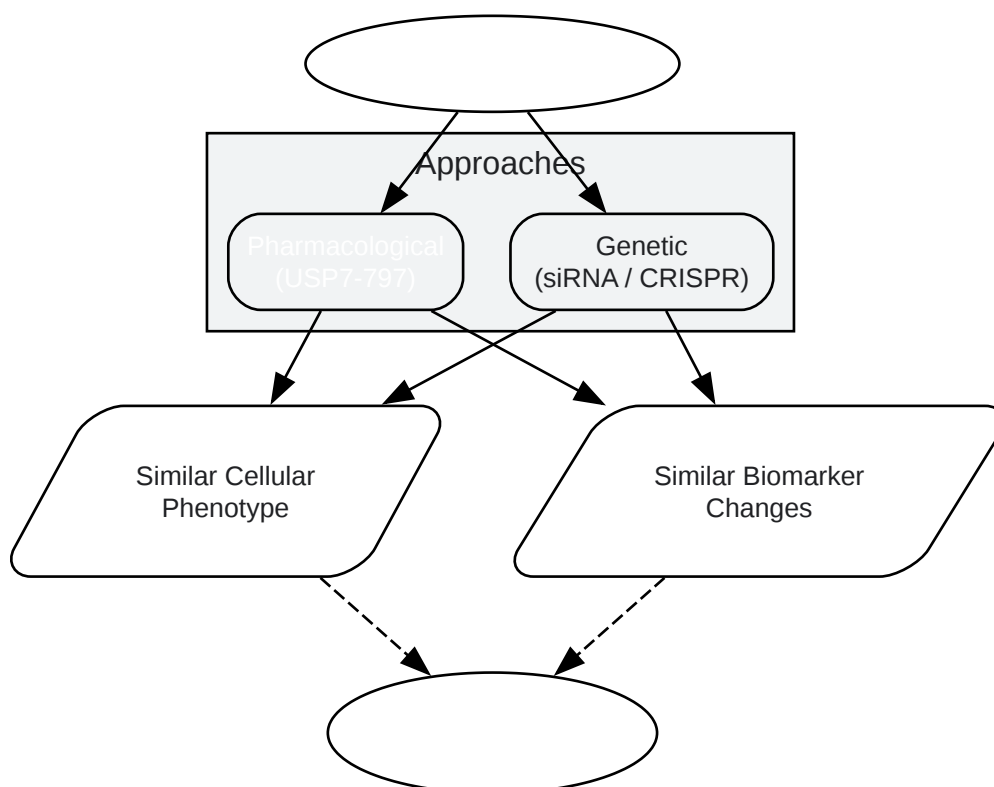 Approaches
Pharmacological
(USP7-797)
Genetic
(siRNA / CRISPR)
Similar Cellular
Phenotype
Similar Biomarker
Changes